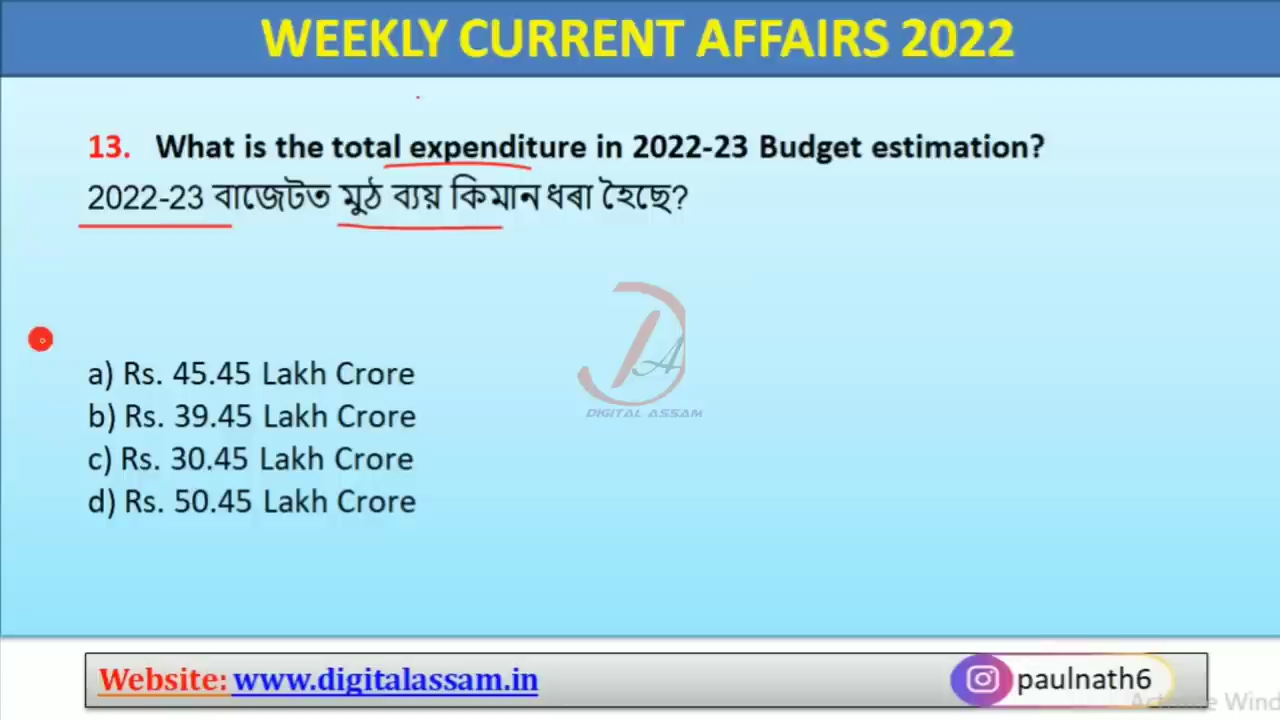 WEEKLY CURRENT AFFAIRS 2022
13. What is the total expenditure in 2022-23 Budget estimation?
2022-23 বাজেটত মুঠ ব্যয় কিমান ধৰা হৈছে?
DIGITAL ASSAM
a) Rs. 45.45 Lakh Crore
b) Rs. 39.45 Lakh Crore
c) Rs. 30.45 Lakh Crore
d) Rs. 50.45 Lakh Crore
Website: www.digitalassam.in
paulnath6
Activate Wind